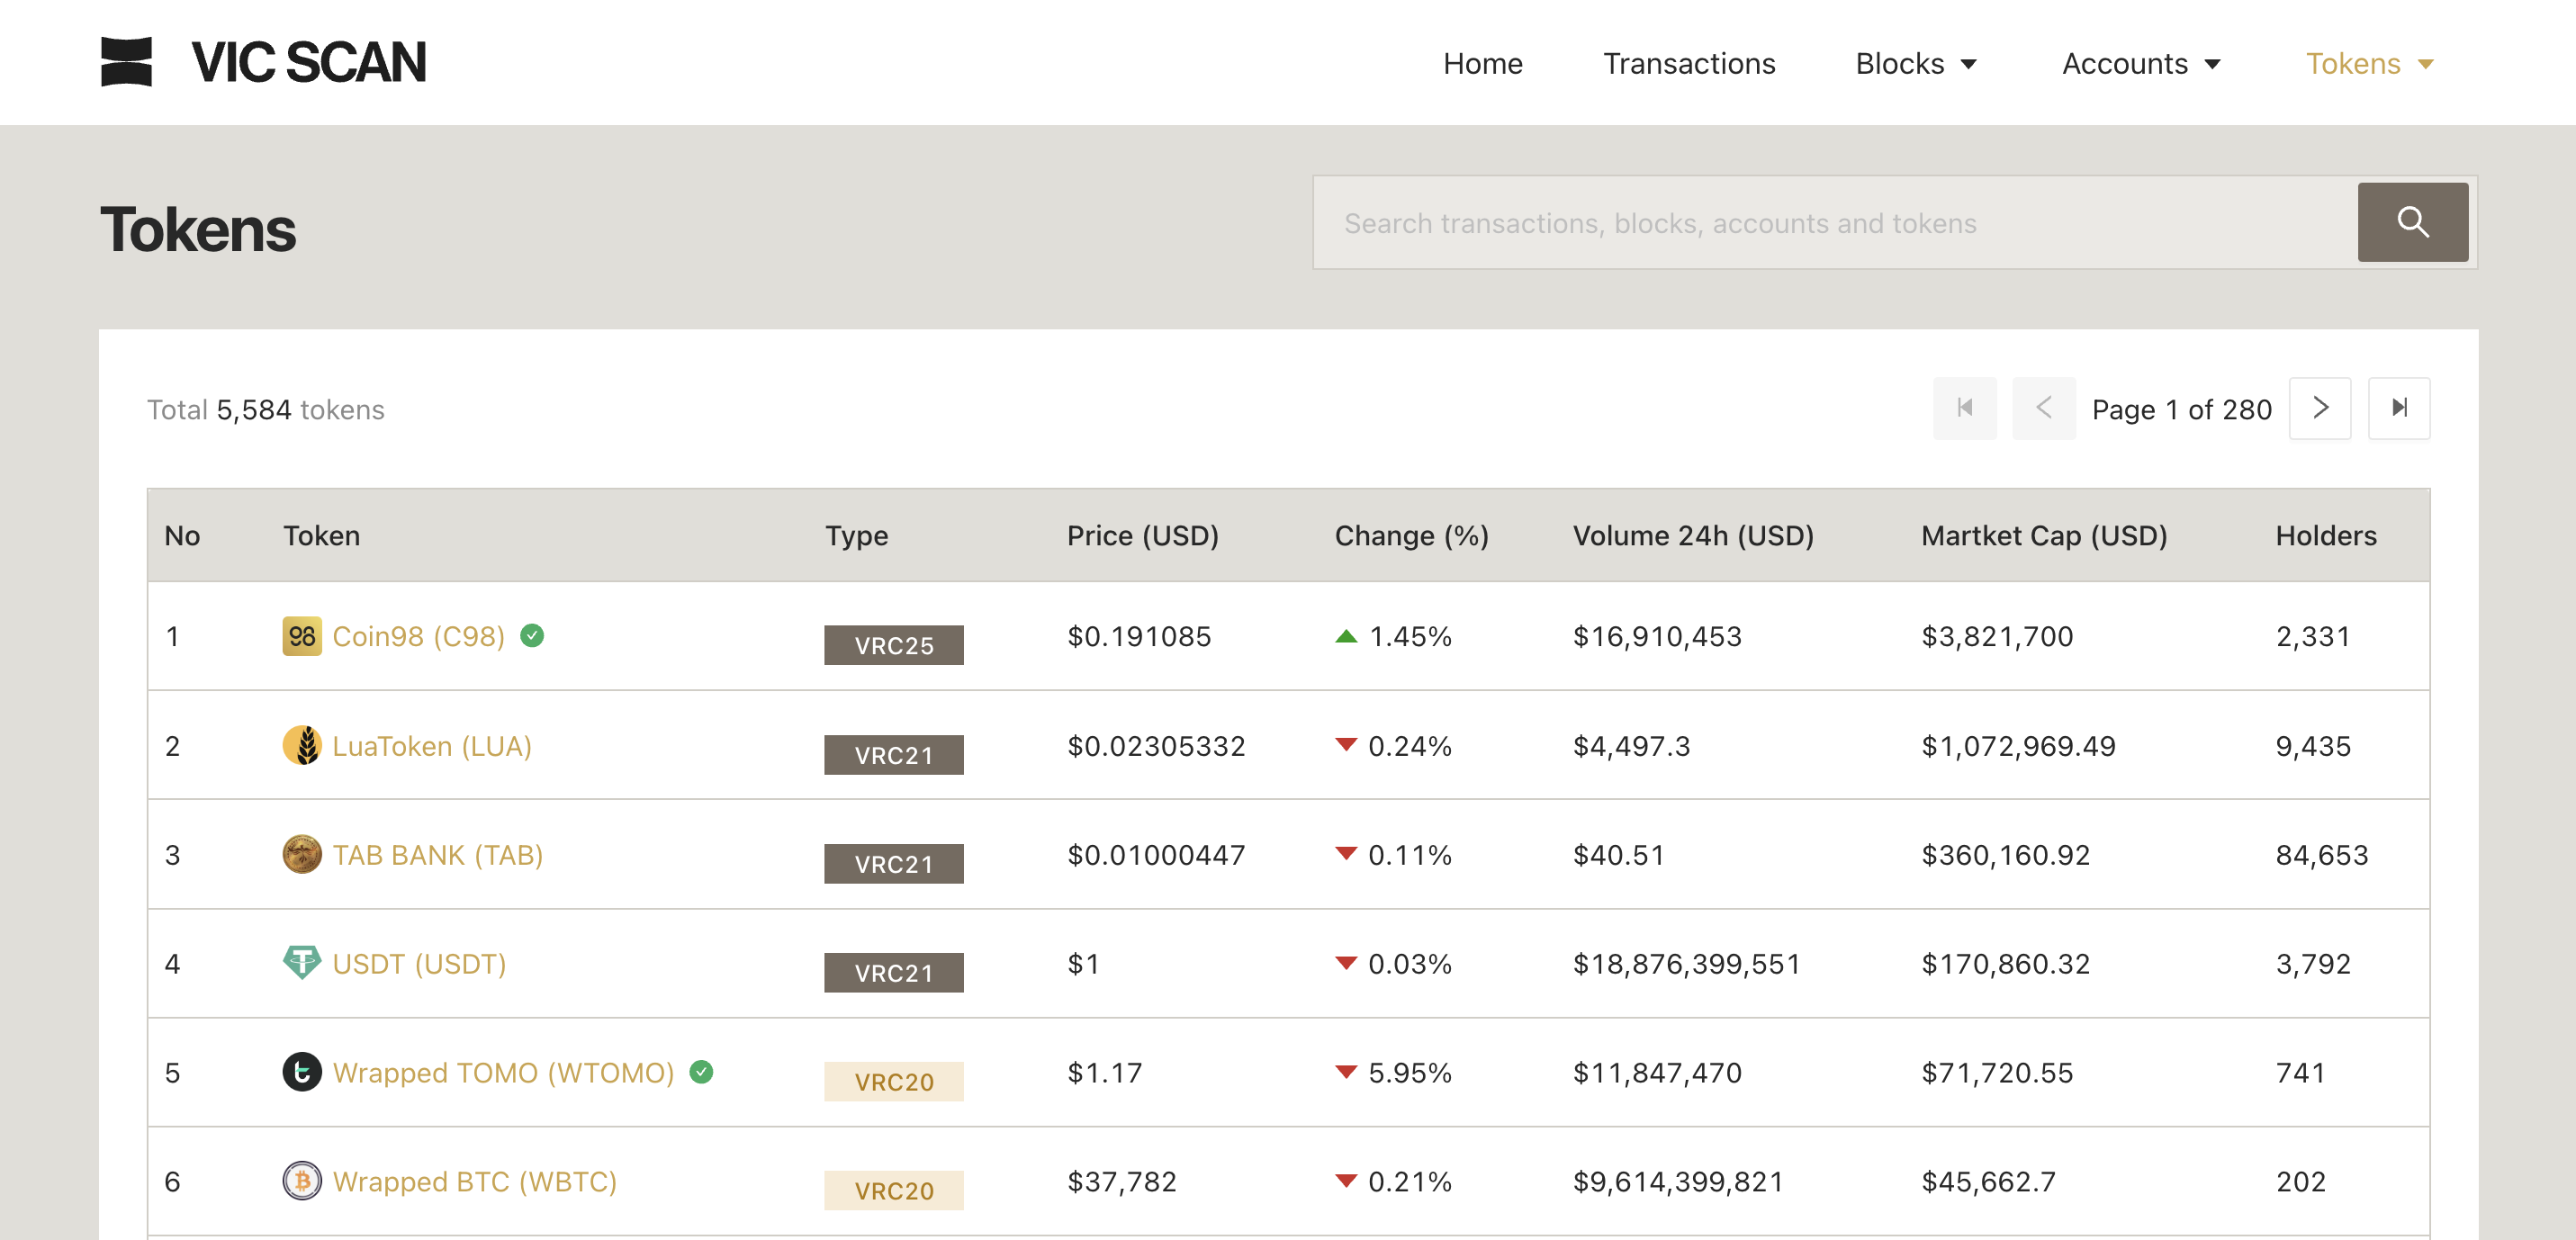 VIC SCAN Home Transactions Blocks Accounts Tokens
Tokens Search transactions, blocks, accounts and tokens
Total 5,584 tokens Page 1 of 280
No Token Type Price (USD) Change (%) Volume 24h (USD) Martket Cap (USD) Holders
1 98 Coin98 (C98) VRC25 $0.191085 1.45% $16,910,453 $3,821,700 2,331
2 LuaToken (LUA) VRC21 $0.02305332 0.24% $4,497.3 $1,072,969.49 9,435
3 TAB BANK (TAB) VRC21 $0.01000447 0.11% $40.51 $360,160.92 84,653
4 USDT (USDT) VRC21 $1 0.03% $18,876,399,551 $170,860.32 3,792
5 Wrapped TOMO (WTOMO) VRC20 $1.17 5.95% $11,847,470 $71,720.55 741
6 Wrapped BTC (WBTC) VRC20 $37,782 0.21% $9,614,399,821 $45,662.7 202